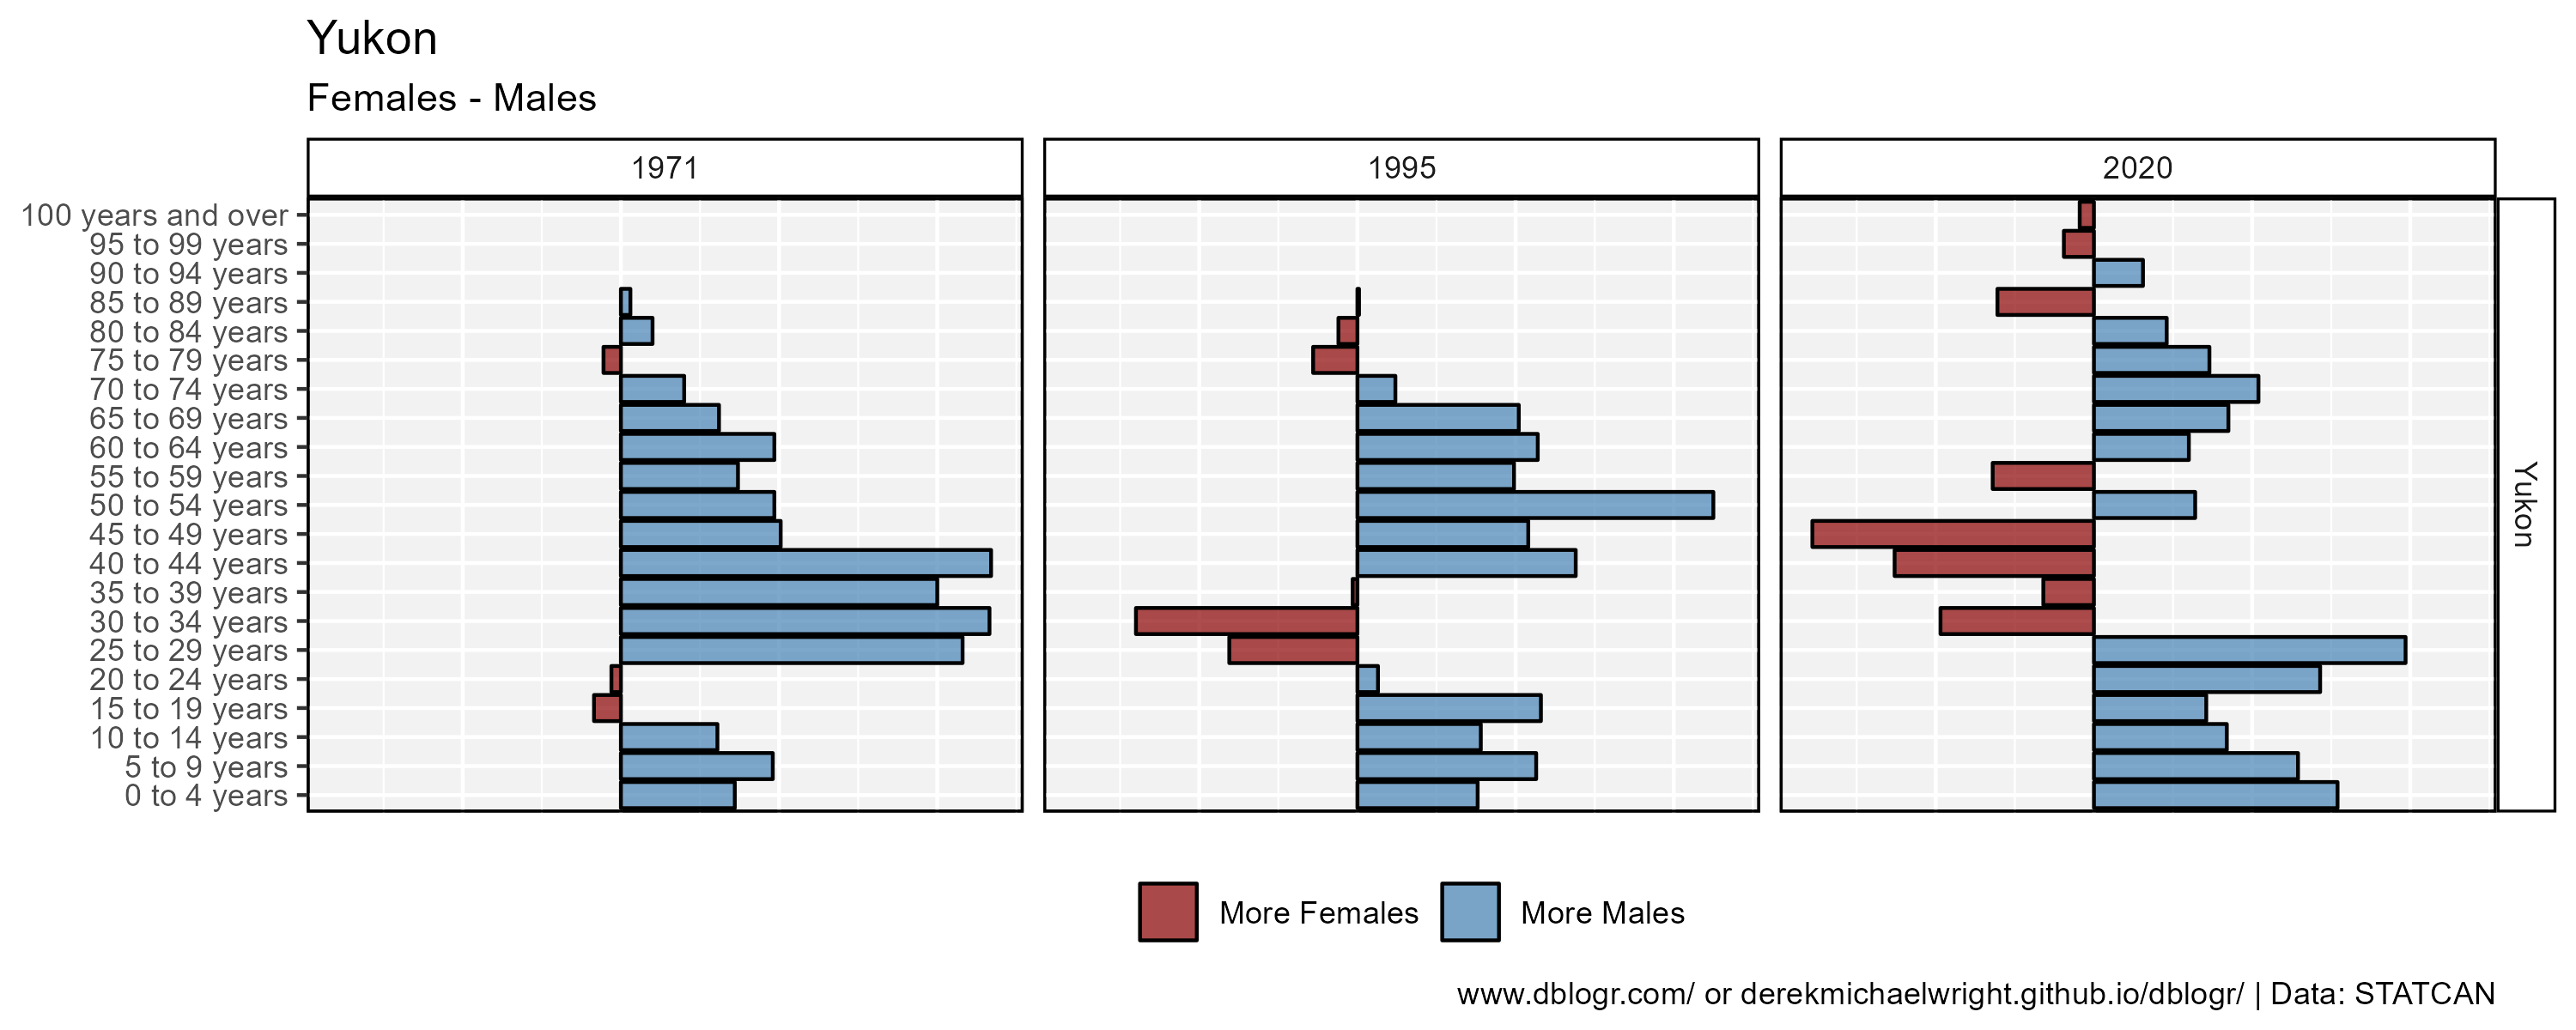 Yukon
Females - Males
1971
1995
2020
100 years and over
95 to 99 years
90 to 94 years
85 to 89 years
80 to 84 years
75 to 79 years
70 to 74 years
65 to 69 years
60 to 64 years
55 to 59 years
50 to 54 years
45 to 49 years
40 to 44 years
35 to 39 years
30 to 34 years
25 to 29 years
20 to 24 years
15 to 19 years
10 to 14 years
5 to 9 years
0 to 4 years
Yukon
More Females
More Males
www.dblogr.com/ or derekmichaelwright.github.io/dblogr/ | Data: STATCAN